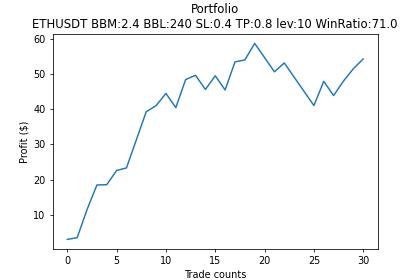 Portfolio
ETHUSDT BBM:2.4 BBL:240 SL:0.4 TP:0.8 lev:10 WinRatio:71.0
60
50
40
30
20
10
Profit ($)
0 5 10 15 20 25 30
Trade counts